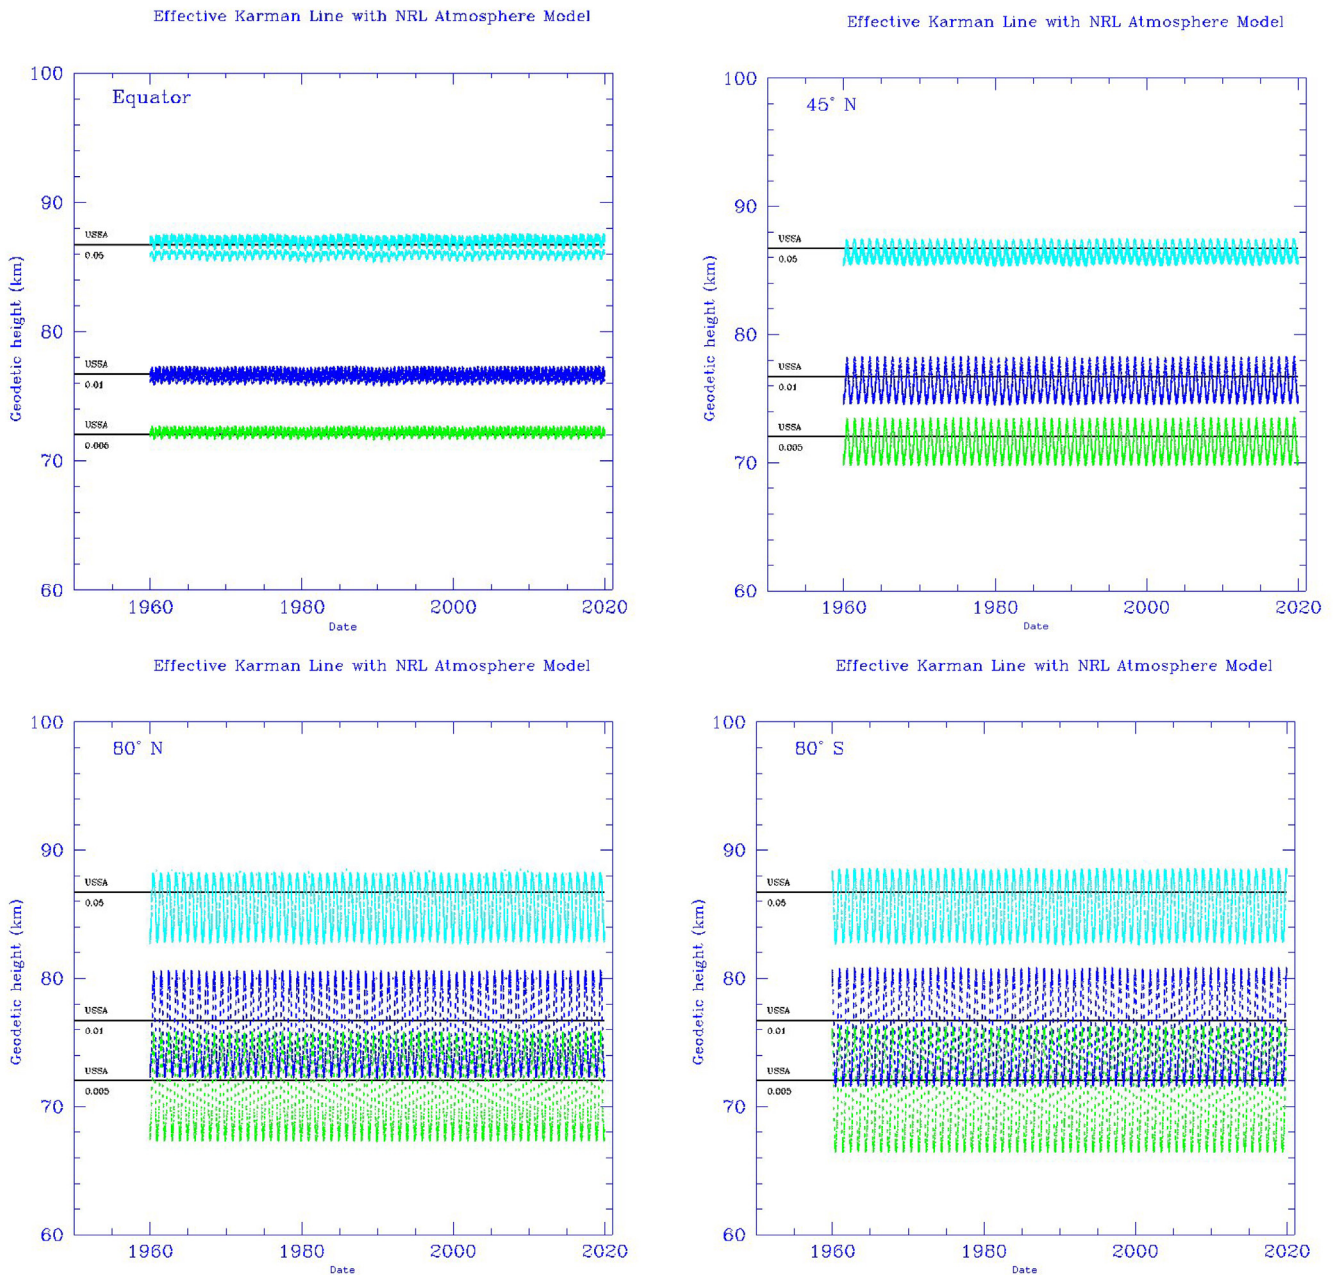 Effective Karman Line with NRL Atmosphere Model
Equator
Geodetic height (km)
100
90
80
70
60
USSA
0.05
USSA
0.01
USSA
0.005
1960
1980
2000
2020
Date
Effective Karman Line with NRL Atmosphere Model
45° N
Geodetic height (km)
100
90
80
70
60
USSA
0.05
USSA
0.01
USSA
0.005
1960
1980
2000
2020
Date
Effective Karman Line with NRL Atmosphere Model
80° N
Geodetic height (km)
100
90
80
70
60
USSA
0.05
USSA
0.01
USSA
0.005
1960
1980
2000
2020
Date
Effective Karman Line with NRL Atmosphere Model
80° S
Geodetic height (km)
100
90
80
70
60
USSA
0.05
USSA
0.01
USSA
0.005
1960
1980
2000
2020
Date